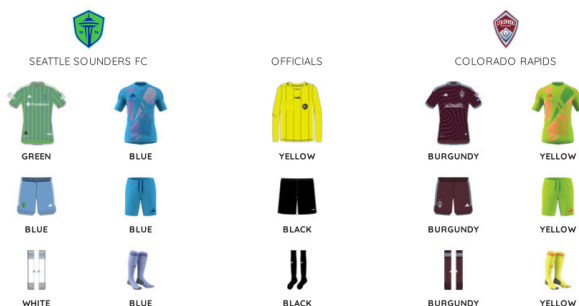 SEATTLE SOUNDERS FC
OFFICIALS
COLORADO RAPIDS
GREEN
BLUE
YELLOW
BURGUNDY
YELLOW
BLUE
BLUE
BLACK
BURGUNDY
YELLOW
WHITE
BLUE
BLACK
BURGUNDY
YELLOW